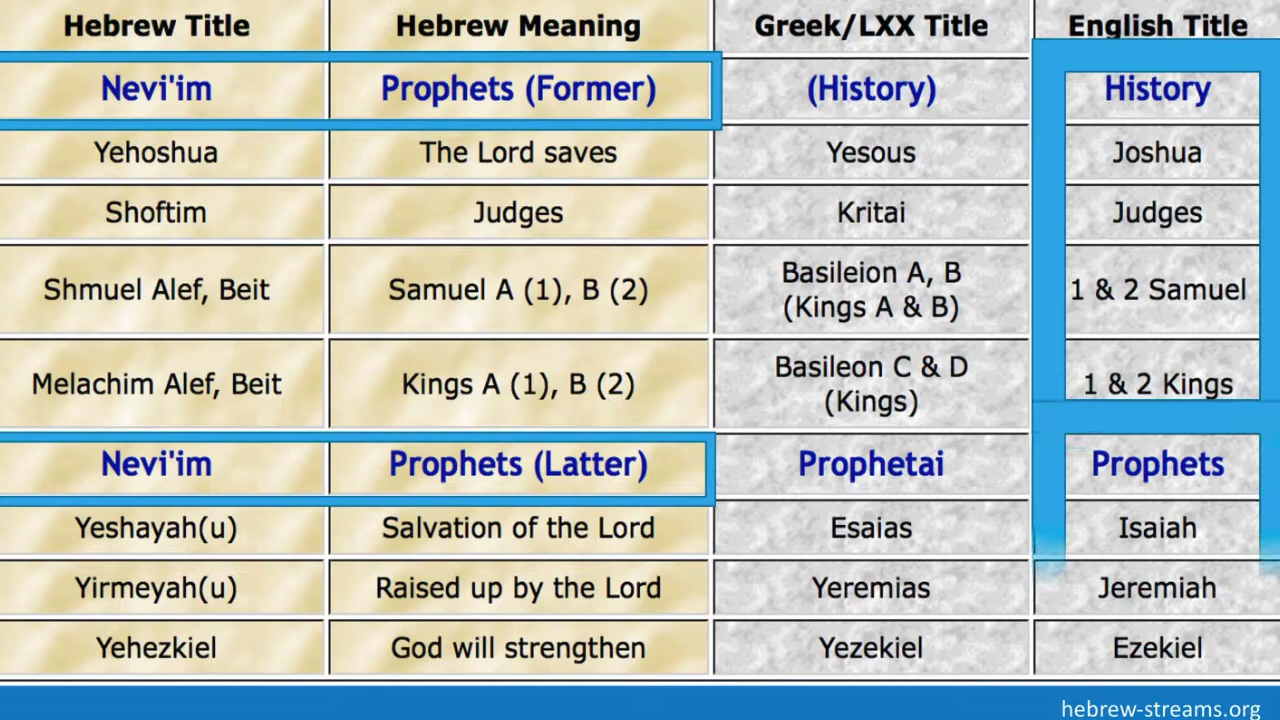 Hebrew Title Hebrew Meaning Greek/LXX Title English Title
Nevi'im Prophets (Former) (History) History
Yehoshua The Lord saves Yesous Joshua
Shoftim Judges Kritai Judges
Shmuel Alef, Beit Samuel A (1), B (2) Basileion A, B (Kings A & B) 1 & 2 Samuel
Melachim Alef, Beit Kings A (1), B (2) Basileon C & D (Kings) 1 & 2 Kings
Nevi'im Prophets (Latter) Prophetai Prophets
Yeshayah(u) Salvation of the Lord Esaias Isaiah
Yirmeyah(u) Raised up by the Lord Yeremias Jeremiah
Yehezkiel God will strengthen Yezekiel Ezekiel
hebrew-streams.org